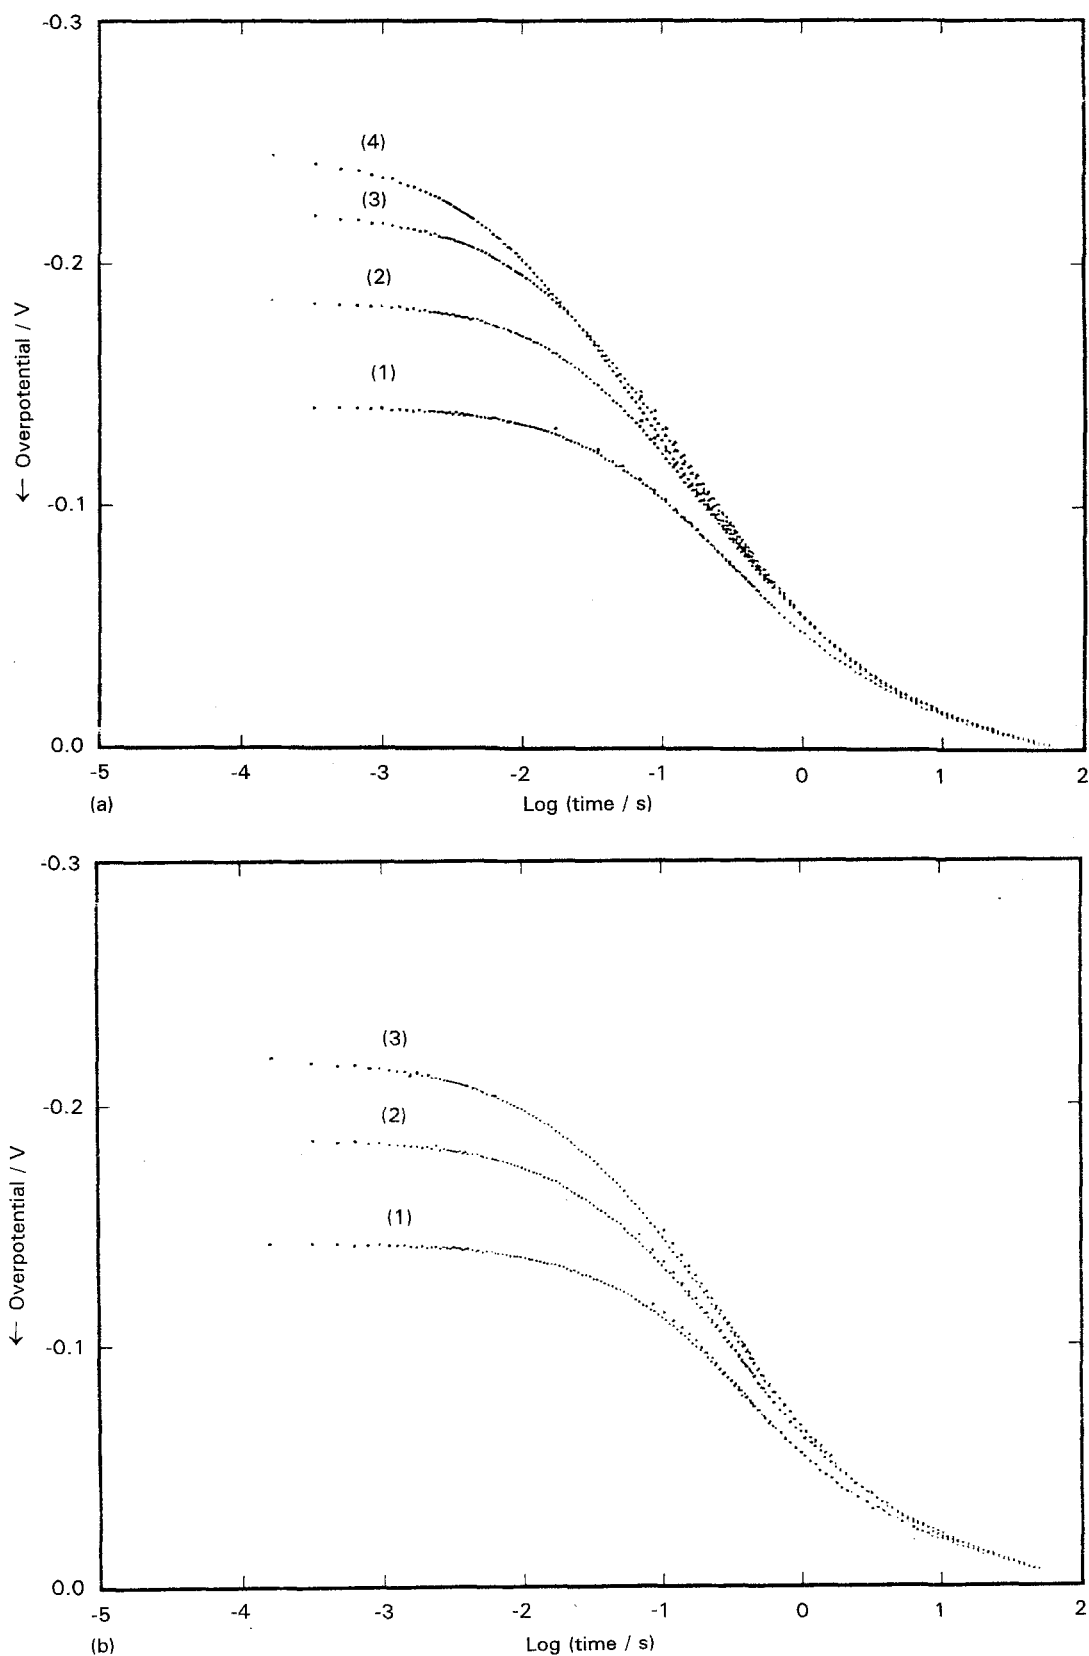 -0.3
(4)
(3)
-0.2
(2)
← Overpotential / V
(1)
-0.1
0.0
-5 -4 -3 -2 -1 0 1 2
(a) Log (time / s)
-0.3
(3)
-0.2
(2)
← Overpotential / V
(1)
-0.1
0.0
-5 -4 -3 -2 -1 0 1 2
(b) Log (time / s)